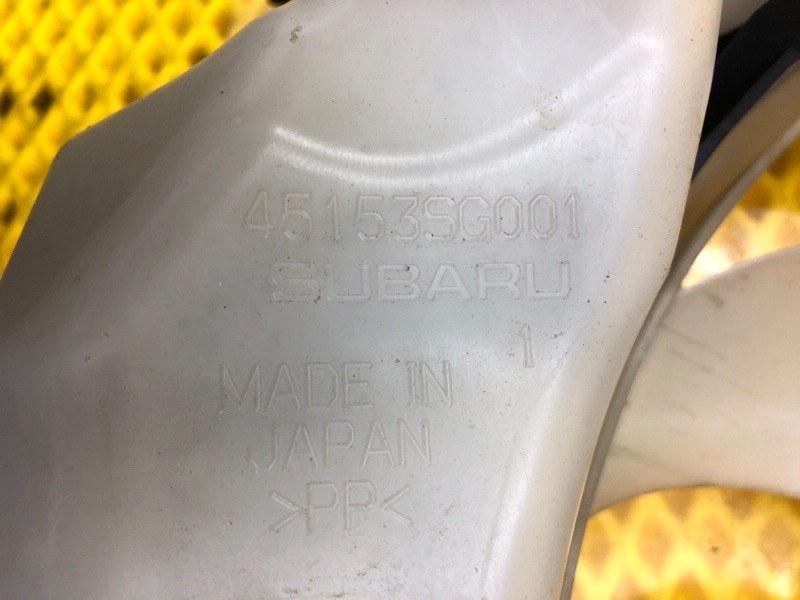 45153SG001
SUBARU
1
MADE IN
JAPAN
>PP<